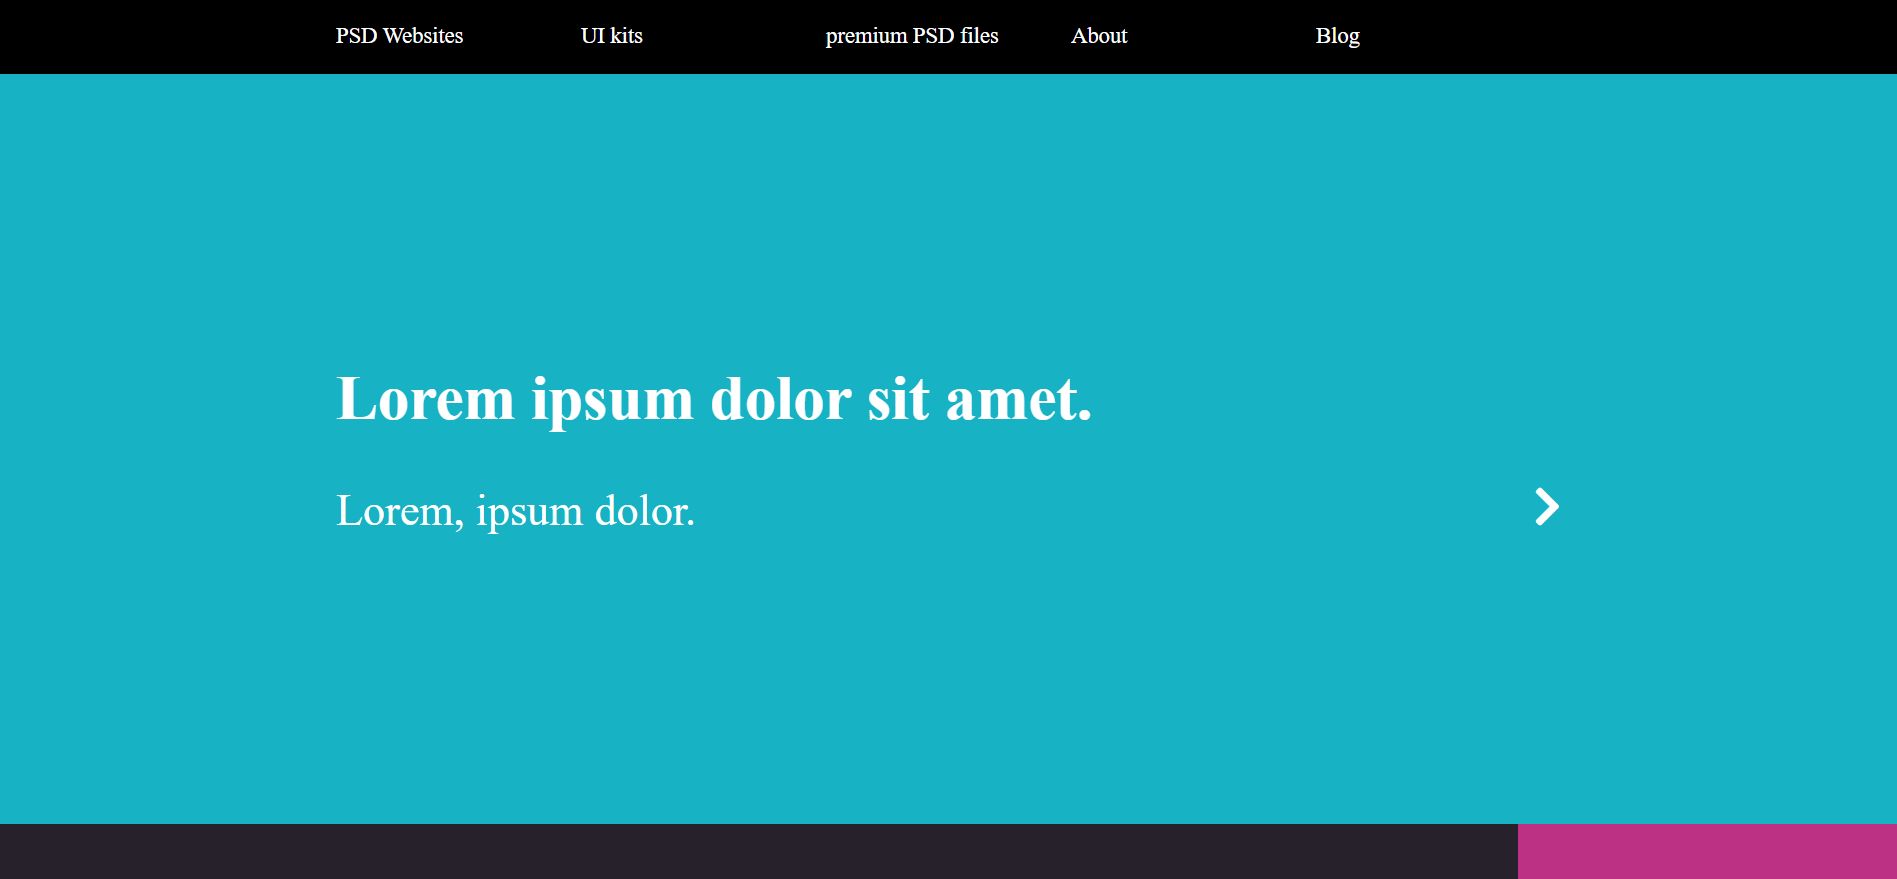 PSD Websites UI kits premium PSD files About Blog
Lorem ipsum dolor sit amet.
Lorem, ipsum dolor.